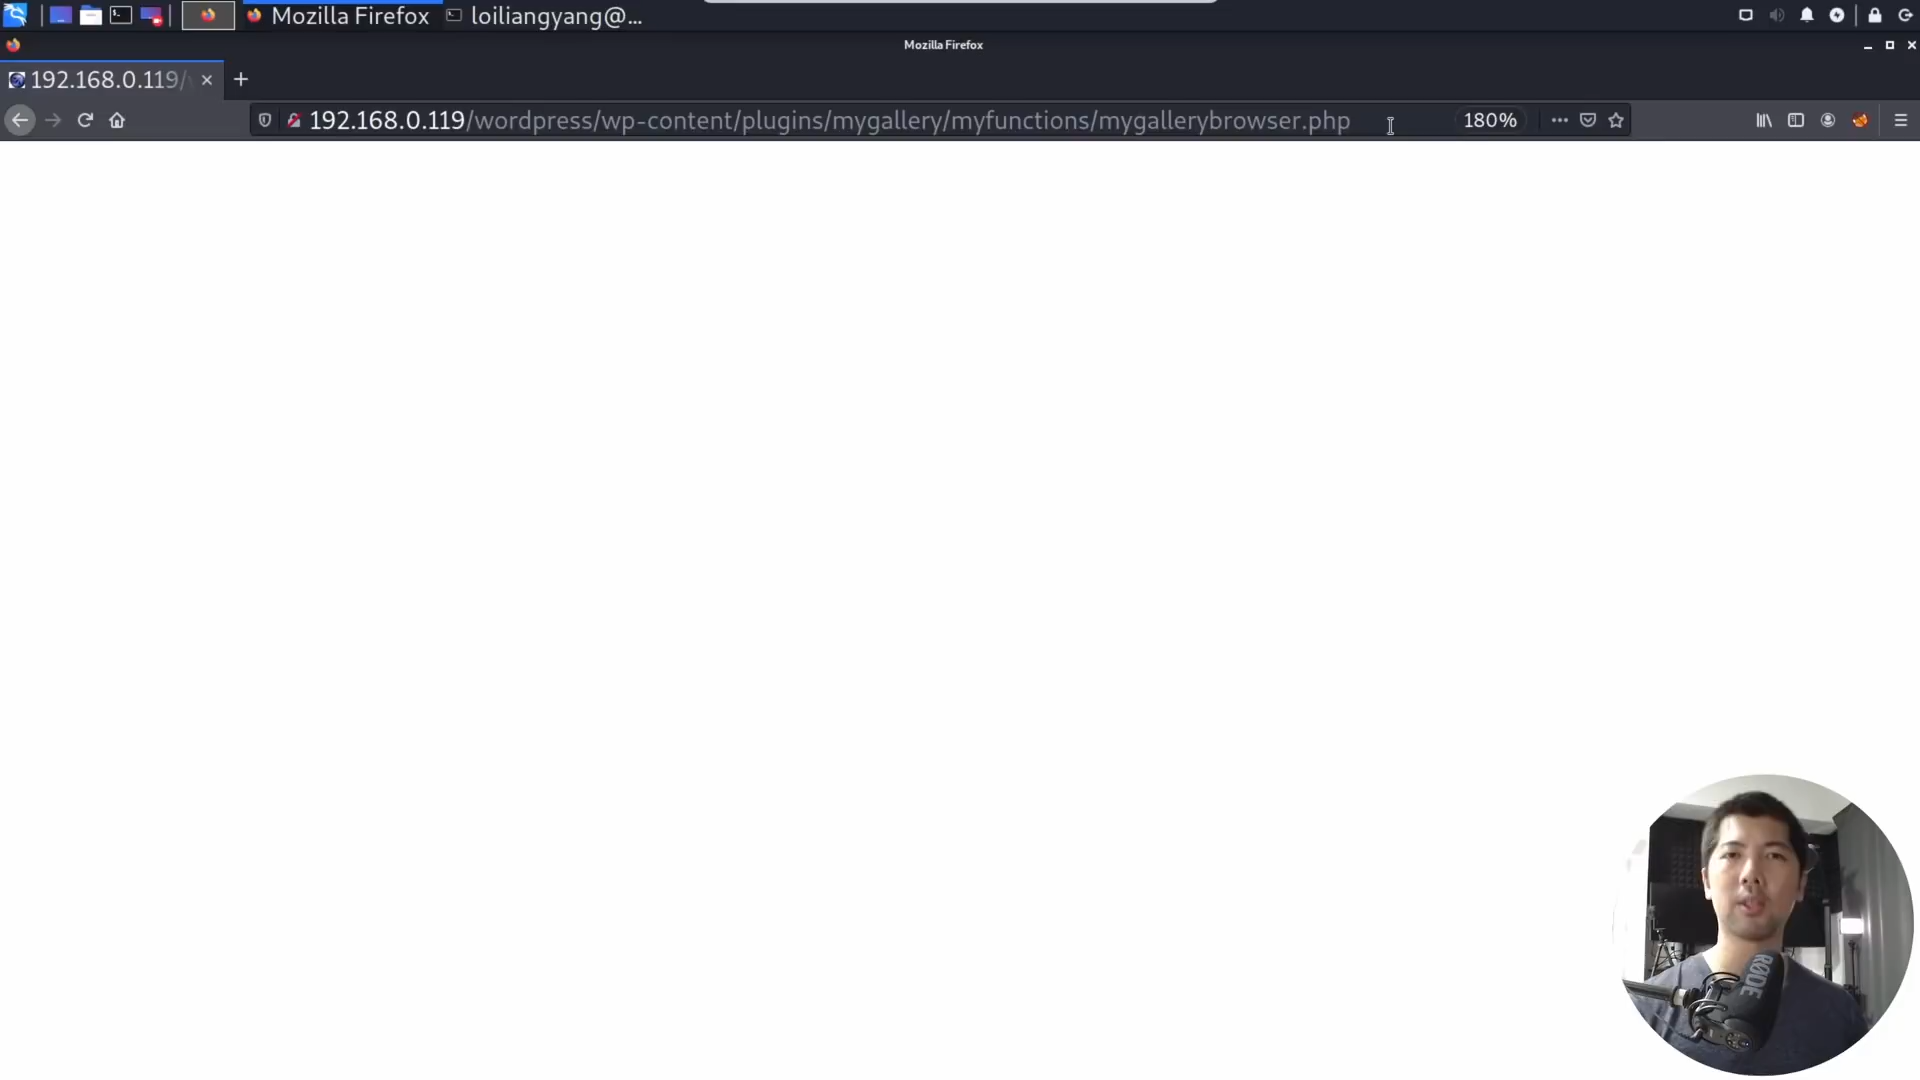 Mozilla Firefox
loiliangyang@...
Mozilla Firefox
192.168.0.119/
192.168.0.119/wordpress/wp-content/plugins/mygallery/myfunctions/mygallerybrowser.php
180%
RØDE